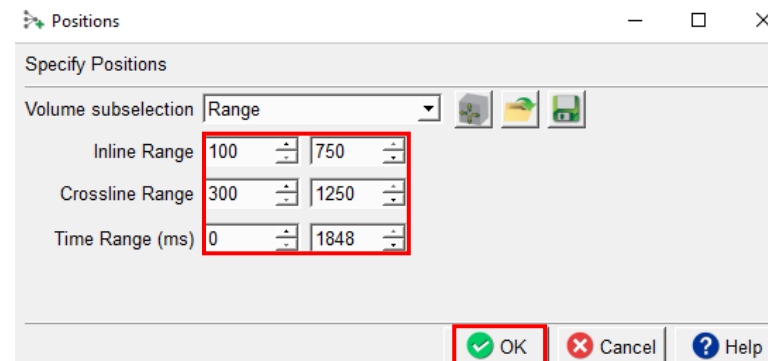 Positions
Specify Positions
Volume subselection Range
Inline Range 100 750
Crossline Range 300 1250
Time Range (ms) 0 1848
OK Cancel Help